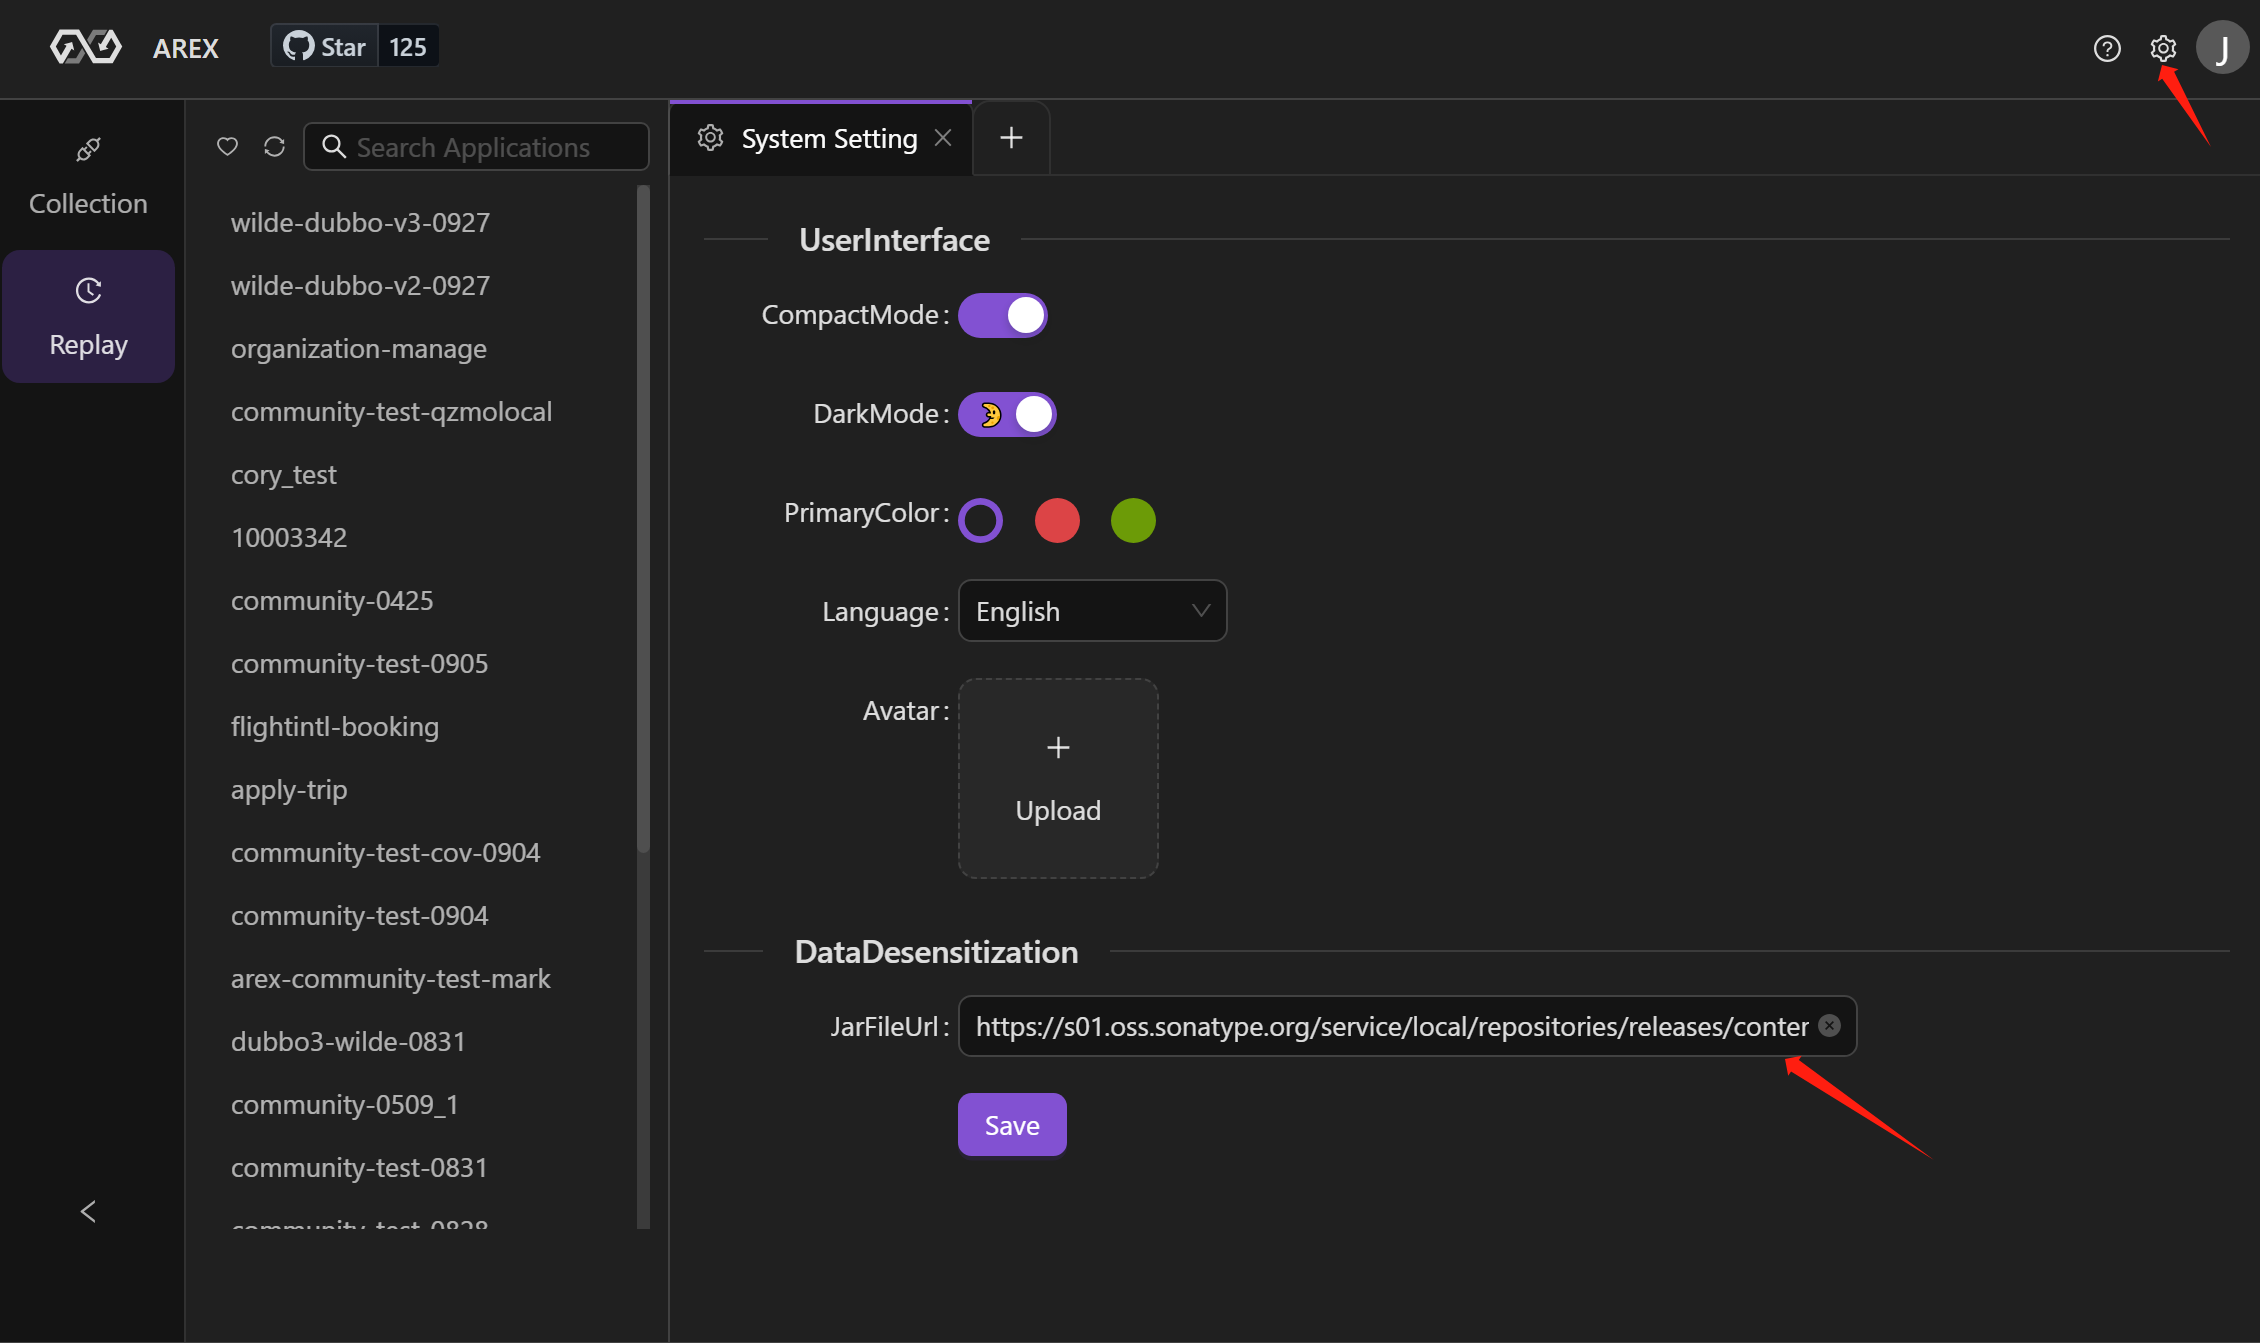 AREX
Star 125
J
Collection
Replay
Search Applications
wilde-dubbo-v3-0927
wilde-dubbo-v2-0927
organization-manage
community-test-qzmolocal
cory_test
10003342
community-0425
community-test-0905
flightintl-booking
apply-trip
community-test-cov-0904
community-test-0904
arex-community-test-mark
dubbo3-wilde-0831
community-0509_1
community-test-0831
community-test-0828
System Setting
UserInterface
CompactMode:
DarkMode:
PrimaryColor:
Language: English
Avatar:
Upload
DataDesensitization
JarFileUrl: https://s01.oss.sonatype.org/service/local/repositories/releases/conter
Save